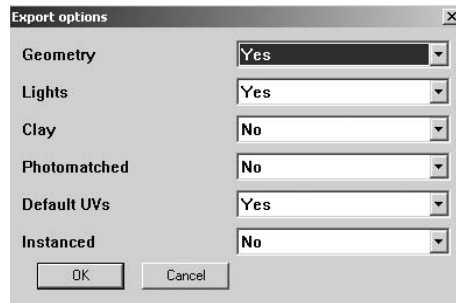 Export options
Geometry Yes
Lights Yes
Clay No
Photomatched No
Default UVs Yes
Instanced No
OK Cancel